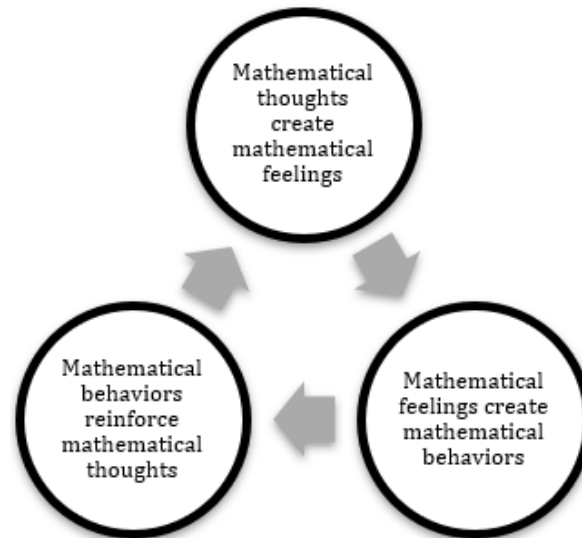 Mathematical
thoughts
create
mathematical
feelings
Mathematical
feelings create
mathematical
behaviors
Mathematical
behaviors
reinforce
mathematical
thoughts